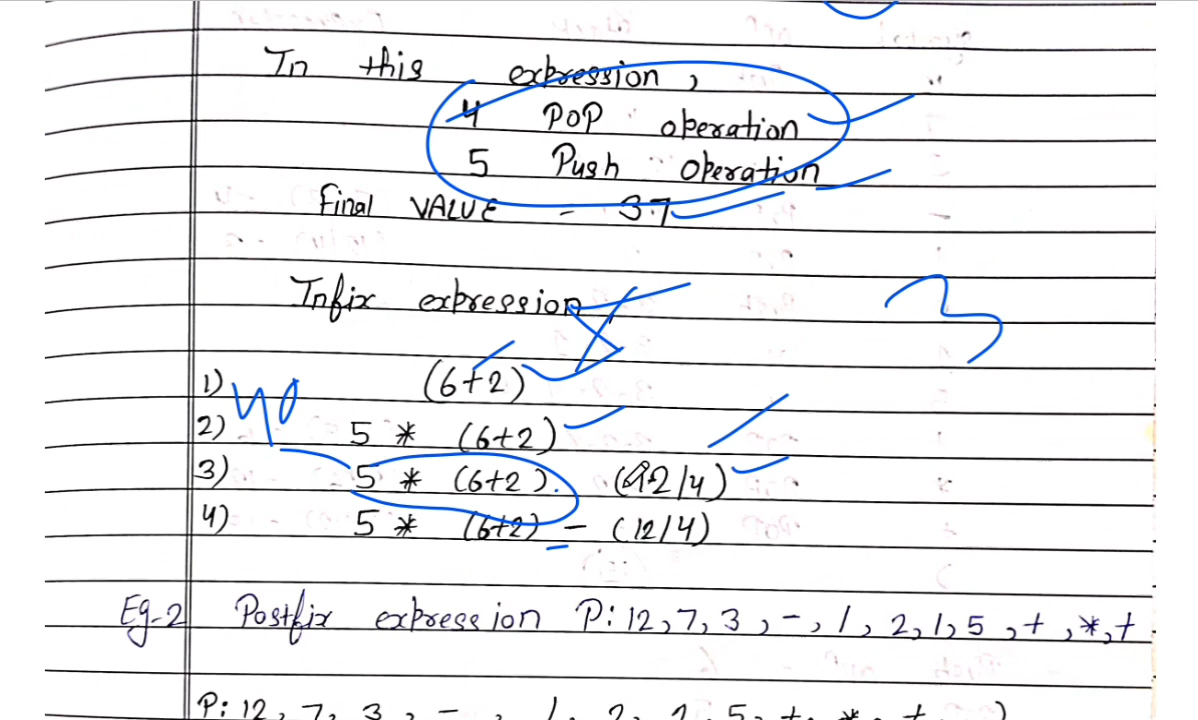 In this expression,
4 POP operation
5 Push operation
Final VALUE = 37
Infix expression
1) (6+2)
40
2) 5 * (6+2)
3) 5 * (6+2). (12/4)
4) 5 * (6+2) - (12/4)
3
Eg-2 Postfix expression P: 12, 7, 3, -, /, 2, 1, 5, +, *, +
P: 12, 7, 3, -, /, 2, 1, 5, +, *, +, )